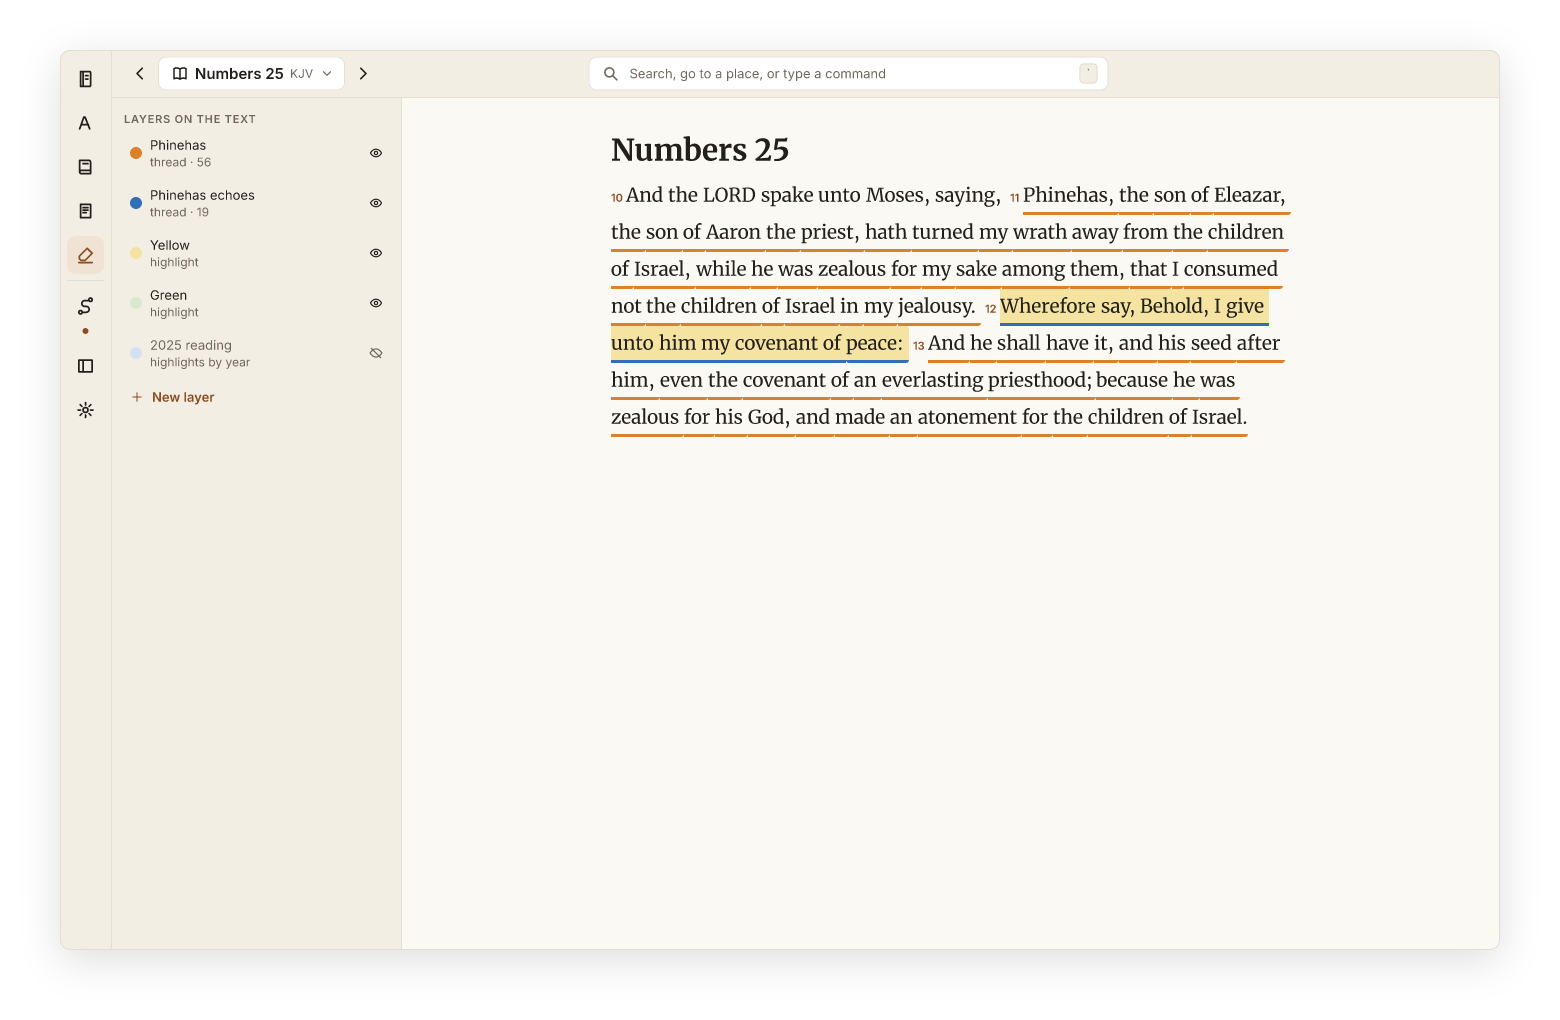 Numbers 25 KJV
Search, go to a place, or type a command
LAYERS ON THE TEXT
Phinehas
thread · 56
Phinehas echoes
thread · 19
Yellow
highlight
Green
highlight
2025 reading
highlights by year
+ New layer
Numbers 25
10 And the LORD spake unto Moses, saying, 11 Phinehas, the son of Eleazar,
the son of Aaron the priest, hath turned my wrath away from the children
of Israel, while he was zealous for my sake among them, that I consumed
not the children of Israel in my jealousy. 12 Wherefore say, Behold, I give
unto him my covenant of peace: 13 And he shall have it, and his seed after
him, even the covenant of an everlasting priesthood; because he was
zealous for his God, and made an atonement for the children of Israel.